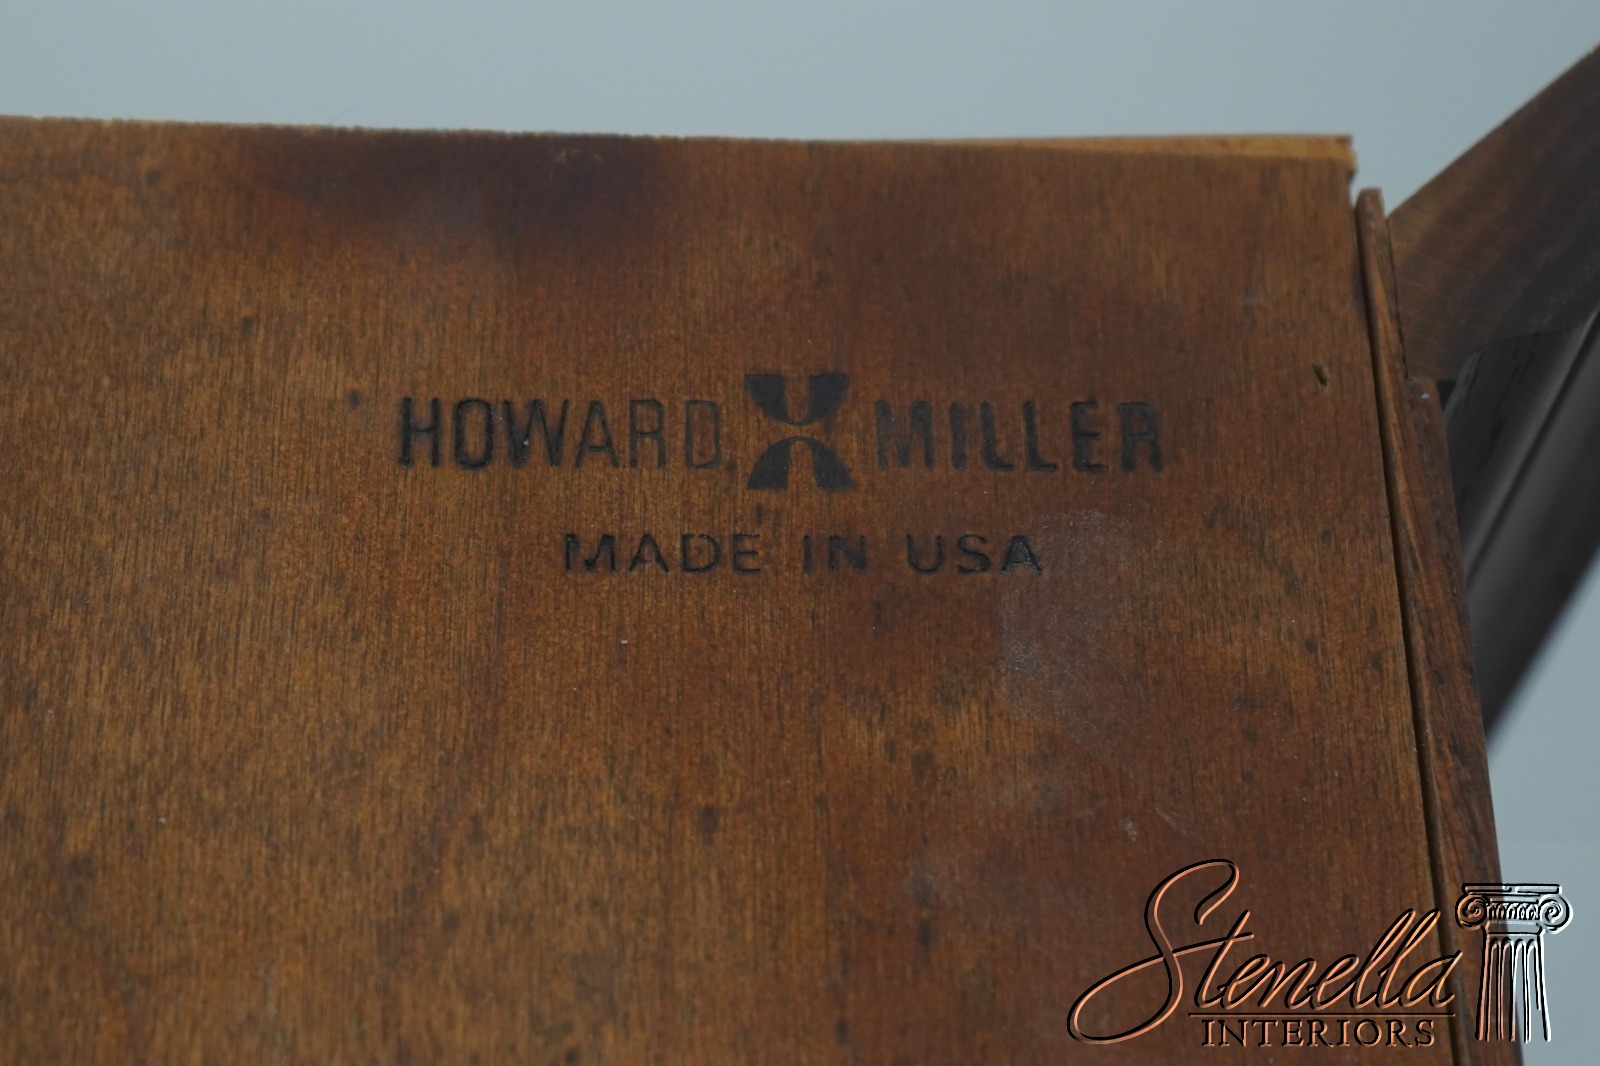 HOWARD MILLER
MADE IN USA
Stenella
INTERIORS